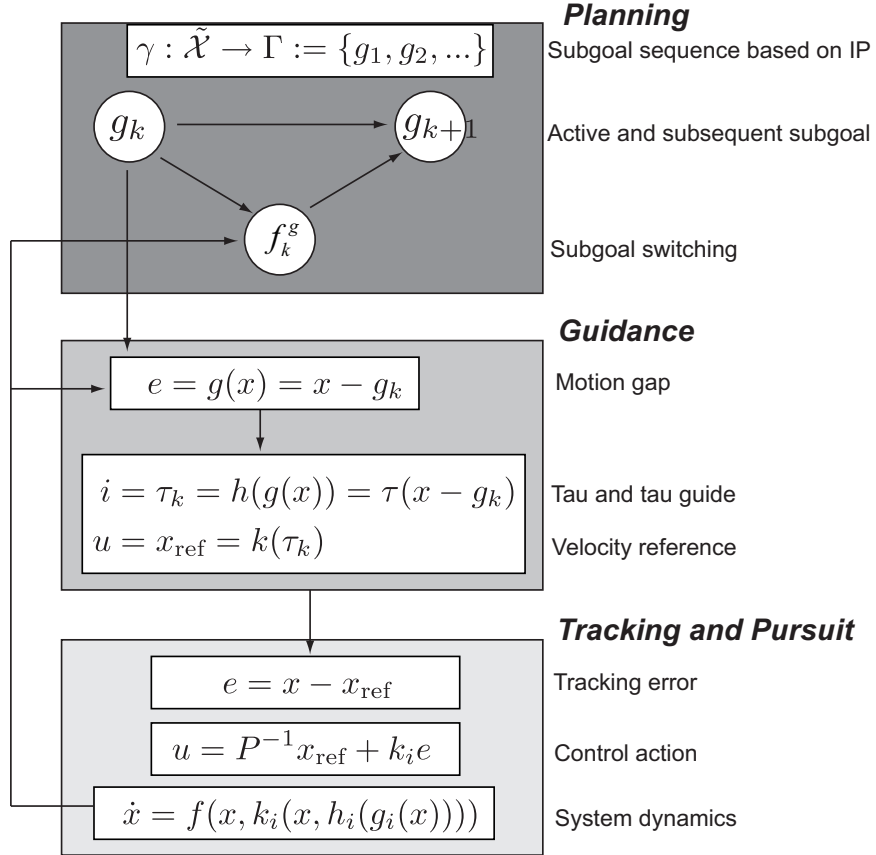 Planning
γ : X̃ → Γ := {g₁, g₂, ...}
Subgoal sequence based on IP
g_k
g_{k+1}
Active and subsequent subgoal
f_k^g
Subgoal switching
Guidance
e = g(x) = x − g_k
Motion gap
i = τ_k = h(g(x)) = τ(x − g_k)
Tau and tau guide
u = x_ref = k(τ_k)
Velocity reference
Tracking and Pursuit
e = x − x_ref
Tracking error
u = P⁻¹x_ref + k_i e
Control action
ẋ = f(x, k_i(x, h_i(g_i(x))))
System dynamics